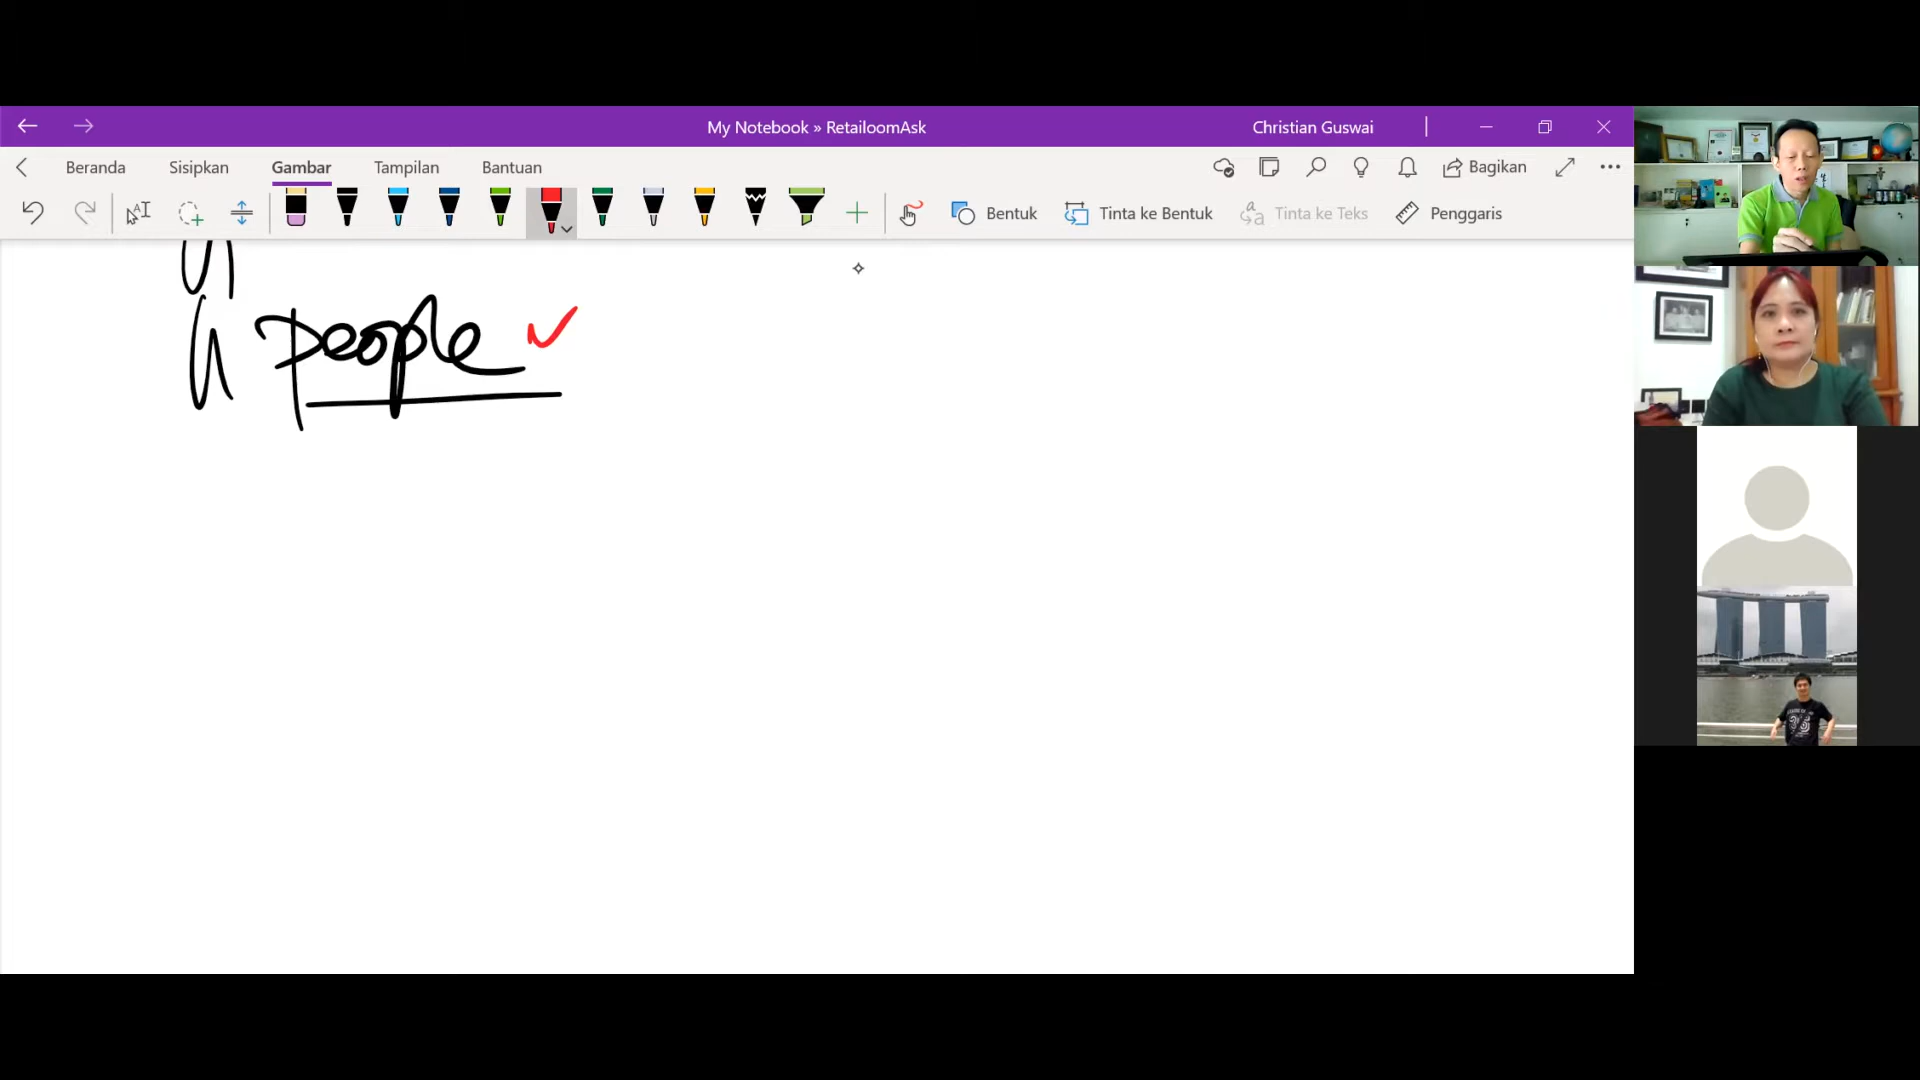 My Notebook » RetailoomAsk
Christian Guswai
Beranda Sisipkan Gambar Tampilan Bantuan
Bagikan
Bentuk
Tinta ke Bentuk
Tinta ke Teks
Penggaris
people ✓